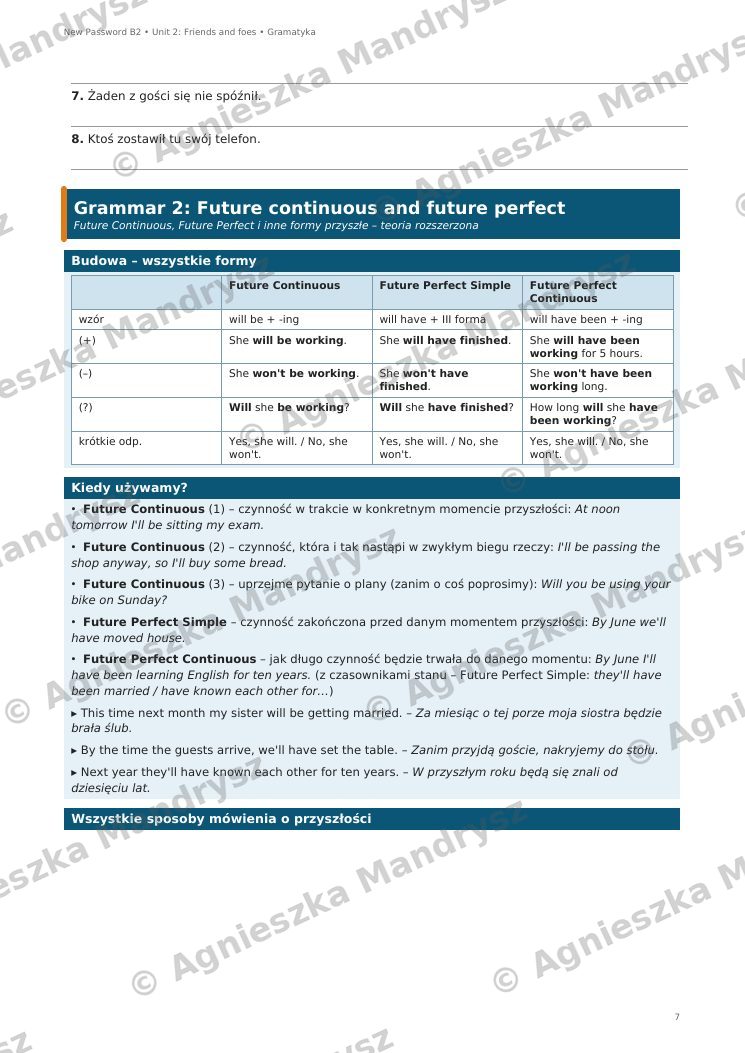 New Password B2 • Unit 2: Friends and foes • Gramatyka
7. Żaden z gości się nie spóźnił.
8. Ktoś zostawił tu swój telefon.
Grammar 2: Future continuous and future perfect
Future Continuous, Future Perfect i inne formy przyszłe – teoria rozszerzona
Budowa – wszystkie formy
Future Continuous Future Perfect Simple Future Perfect
Continuous
wzór will be + -ing will have + III forma will have been + -ing
(+) She will be working. She will have finished. She will have been
working for 5 hours.
(–) She won't be working. She won't have She won't have been
finished. working long.
(?) Will she be working? Will she have finished? How long will she have
been working?
krótkie odp. Yes, she will. / No, she Yes, she will. / No, she Yes, she will. / No, she
won't. won't. won't.
Kiedy używamy?
• Future Continuous (1) – czynność w trakcie w konkretnym momencie przyszłości: At noon
tomorrow I'll be sitting my exam.
• Future Continuous (2) – czynność, która i tak nastąpi w zwykłym biegu rzeczy: I'll be passing the
shop anyway, so I'll buy some bread.
• Future Continuous (3) – uprzejme pytanie o plany (zanim o coś poprosimy): Will you be using your
bike on Sunday?
• Future Perfect Simple – czynność zakończona przed danym momentem przyszłości: By June we'll
have moved house.
• Future Perfect Continuous – jak długo czynność będzie trwała do danego momentu: By June I'll
have been learning English for ten years. (z czasownikami stanu – Future Perfect Simple: they'll have
been married / have known each other for…)
▸ This time next month my sister will be getting married. – Za miesiąc o tej porze moja siostra będzie
brała ślub.
▸ By the time the guests arrive, we'll have set the table. – Zanim przyjdą goście, nakryjemy do stołu.
▸ Next year they'll have known each other for ten years. – W przyszłym roku będą się znali od
dziesięciu lat.
Wszystkie sposoby mówienia o przyszłości
© Agnieszka Mandrysz
7